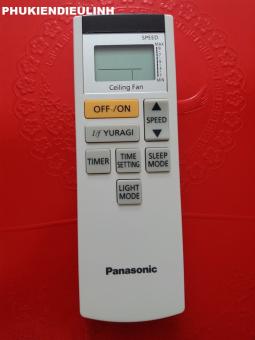 PHUKIENDIEULINH
SPEED
MAX
MIN
Ceiling Fan
OFF-/ON
SPEED
1/f YURAGI
TIMER
TIME SETTING
SLEEP MODE
LIGHT MODE
Panasonic